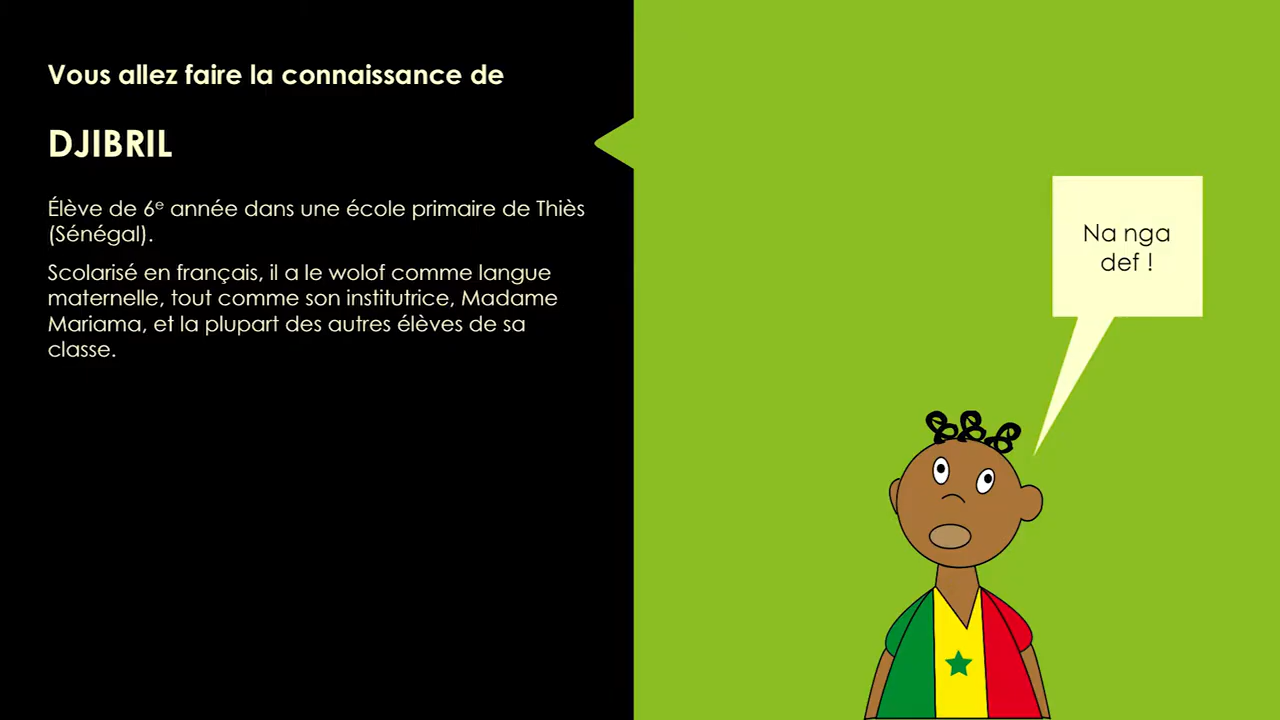 Vous allez faire la connaissance de
DJIBRIL
Élève de 6ᵉ année dans une école primaire de Thiès
(Sénégal).
Scolarisé en français, il a le wolof comme langue
maternelle, tout comme son institutrice, Madame
Mariama, et la plupart des autres élèves de sa
classe.
Na nga
def !